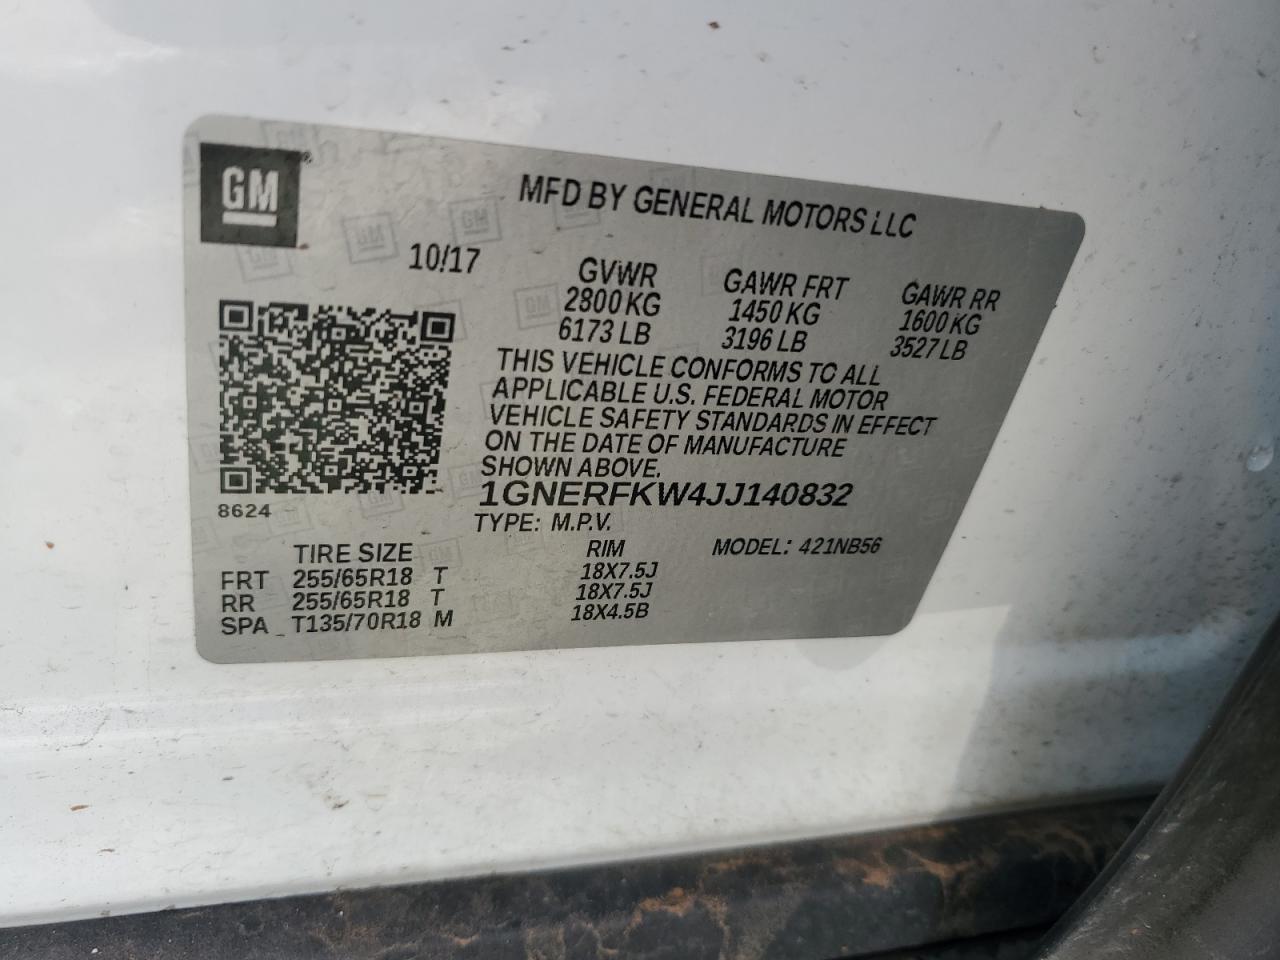 GM
MFD BY GENERAL MOTORS LLC
10/17
GVWR GAWR FRT GAWR RR
2800 KG 1450 KG 1600 KG
6173 LB 3196 LB 3527 LB
THIS VEHICLE CONFORMS TO ALL
APPLICABLE U.S. FEDERAL MOTOR
VEHICLE SAFETY STANDARDS IN EFFECT
ON THE DATE OF MANUFACTURE
SHOWN ABOVE.
1GNERFKW4JJ140832
8624
TYPE: M.P.V.
TIRE SIZE RIM MODEL: 421NB56
FRT 255/65R18 T 18X7.5J
RR 255/65R18 T 18X7.5J
SPA T135/70R18 M 18X4.5B